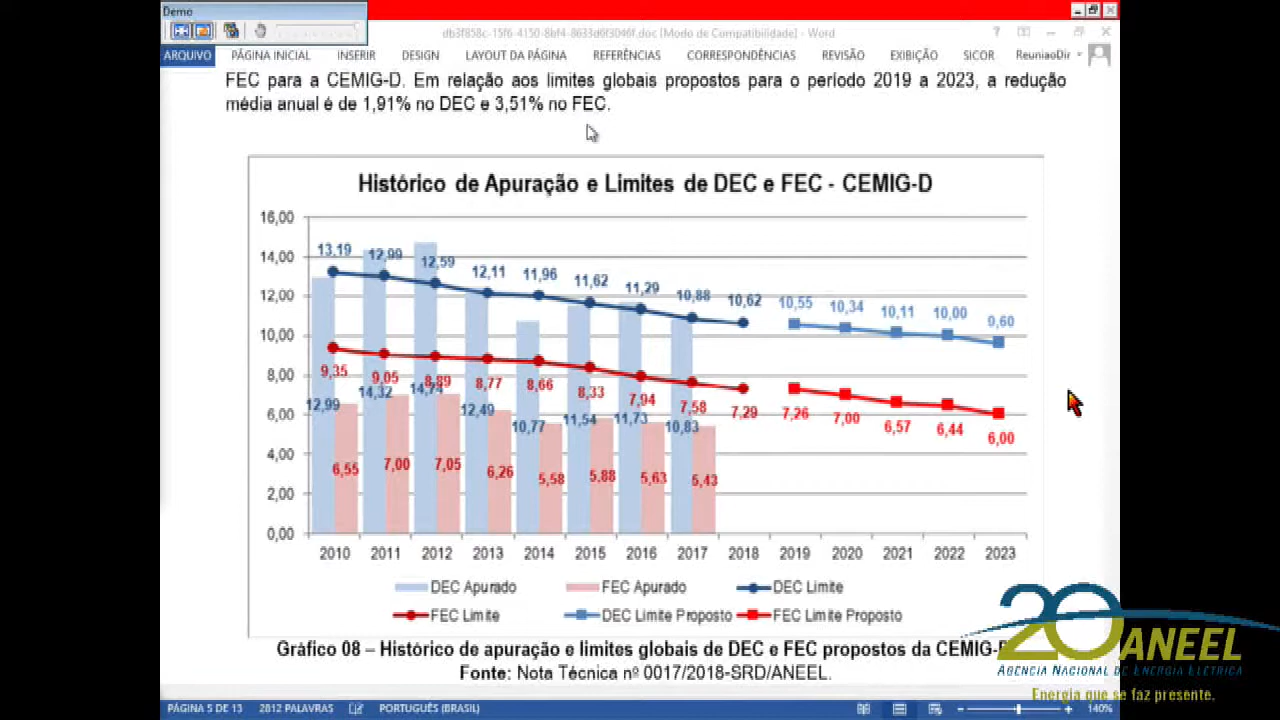 Demo
db3f858c-15f6-4150-8bf4-8633d6f3046f.doc [Modo de Compatibilidade] - Word
ARQUIVO PÁGINA INICIAL INSERIR DESIGN LAYOUT DA PÁGINA REFERÊNCIAS CORRESPONDÊNCIAS REVISÃO EXIBIÇÃO SICOR ReuniaoDir
FEC para a CEMIG-D. Em relação aos limites globais propostos para o período 2019 a 2023, a redução
média anual é de 1,91% no DEC e 3,51% no FEC.
Histórico de Apuração e Limites de DEC e FEC - CEMIG-D
16,00
14,00
12,00
10,00
8,00
6,00
4,00
2,00
0,00
13,19 12,99 12,59 12,11 11,96 11,62 11,29 10,88 10,62
10,55 10,34 10,11 10,00 9,60
9,35 9,05 8,89 8,77 8,66 8,33 7,94 7,58 7,29
7,26 7,00 6,57 6,44 6,00
12,99 14,32 14,74 12,49 10,77 11,54 11,73 10,83
6,55 7,00 7,05 6,26 5,58 5,88 5,63 5,43
2010 2011 2012 2013 2014 2015 2016 2017 2018 2019 2020 2021 2022 2023
DEC Apurado FEC Apurado DEC Limite
FEC Limite DEC Limite Proposto FEC Limite Proposto
Gráfico 08 – Histórico de apuração e limites globais de DEC e FEC propostos da CEMIG-D
Fonte: Nota Técnica nº 0017/2018-SRD/ANEEL.
20 ANEEL
AGÊNCIA NACIONAL DE ENERGIA ELÉTRICA
Energia que se faz presente.
PÁGINA 5 DE 13 2012 PALAVRAS PORTUGUÊS (BRASIL) 140%